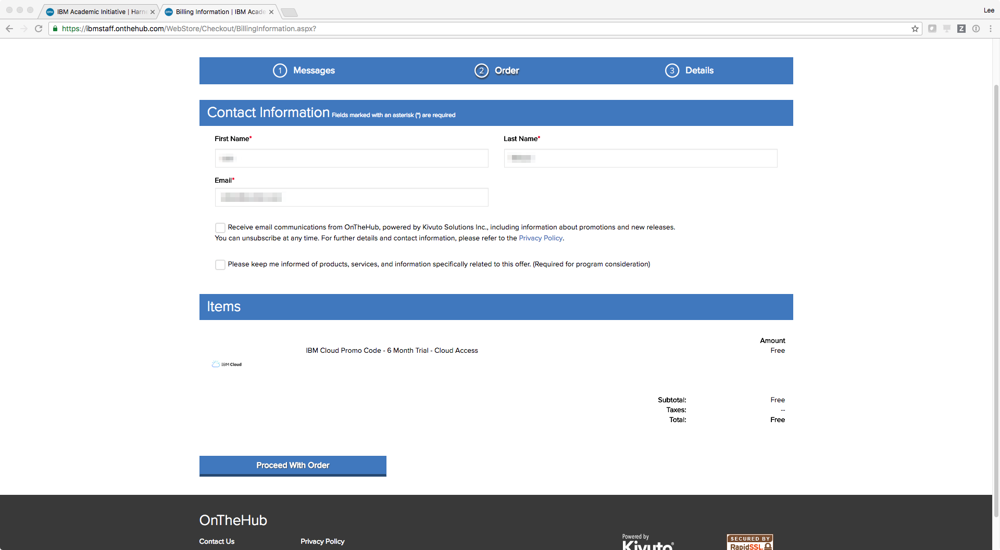 IBM Academic Initiative | Harne
Billing Information | IBM Acade
Lee
https://ibmstaff.onthehub.com/WebStore/Checkout/BillingInformation.aspx?
1 Messages
2 Order
3 Details
Contact Information Fields marked with an asterisk (*) are required
First Name*
Last Name*
Email*
Receive email communications from OnTheHub, powered by Kivuto Solutions Inc., including information about promotions and new releases.
You can unsubscribe at any time. For further details and contact information, please refer to the Privacy Policy.
Please keep me informed of products, services, and information specifically related to this offer. (Required for program consideration)
Items
Amount
IBM Cloud Promo Code - 6 Month Trial - Cloud Access
Free
IBM Cloud
Subtotal: Free
Taxes: --
Total: Free
Proceed With Order
OnTheHub
Contact Us
Privacy Policy
Powered by
Kivuto®
SECURED BY
RapidSSL.